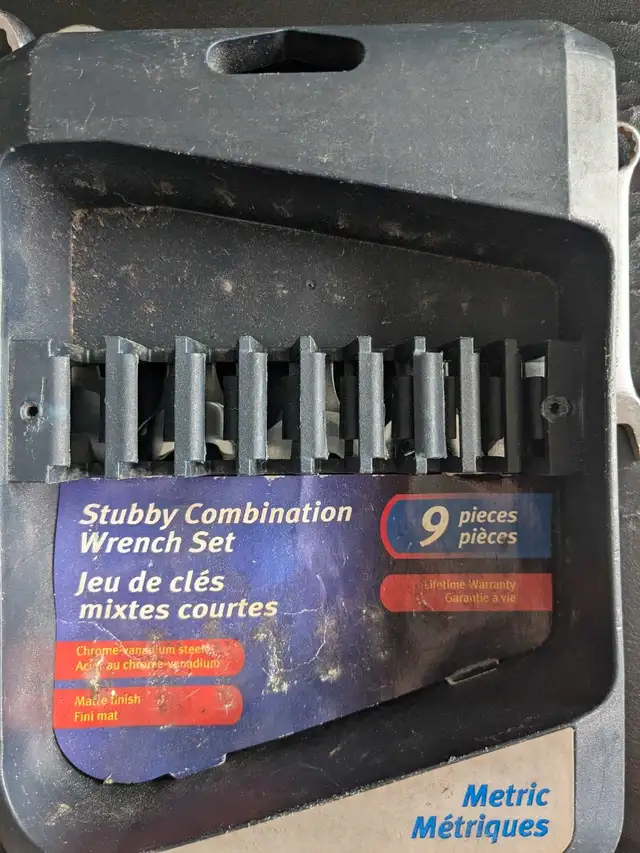 Stubby Combination
Wrench Set
Jeu de clés
mixtes courtes
9 pieces
pièces
Lifetime Warranty
Garantie à vie
Chrome-vanadium steel
Acier au chrome-vanadium
Matte finish
Fini mat
Metric
Métriques